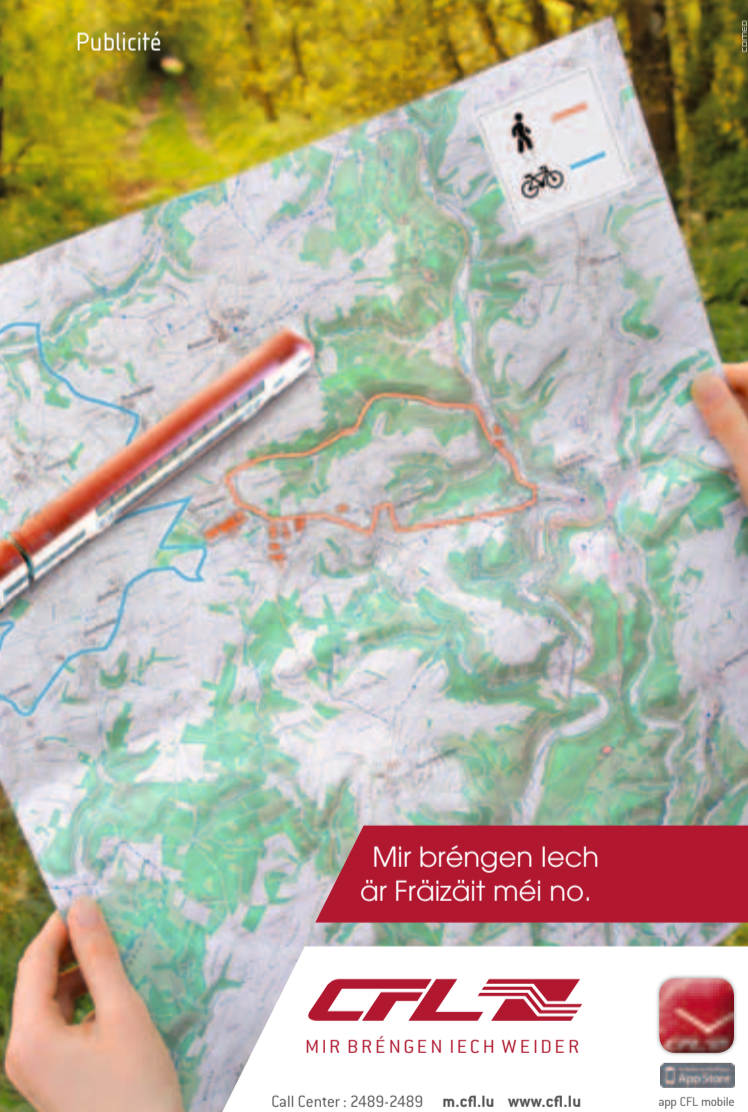 Publicité
Mir bréngen Iech
är Fräizäit méi no.
CFL
MIR BRÉNGEN IECH WEIDER
App Store
Call Center : 2489-2489 m.cfl.lu www.cfl.lu
app CFL mobile